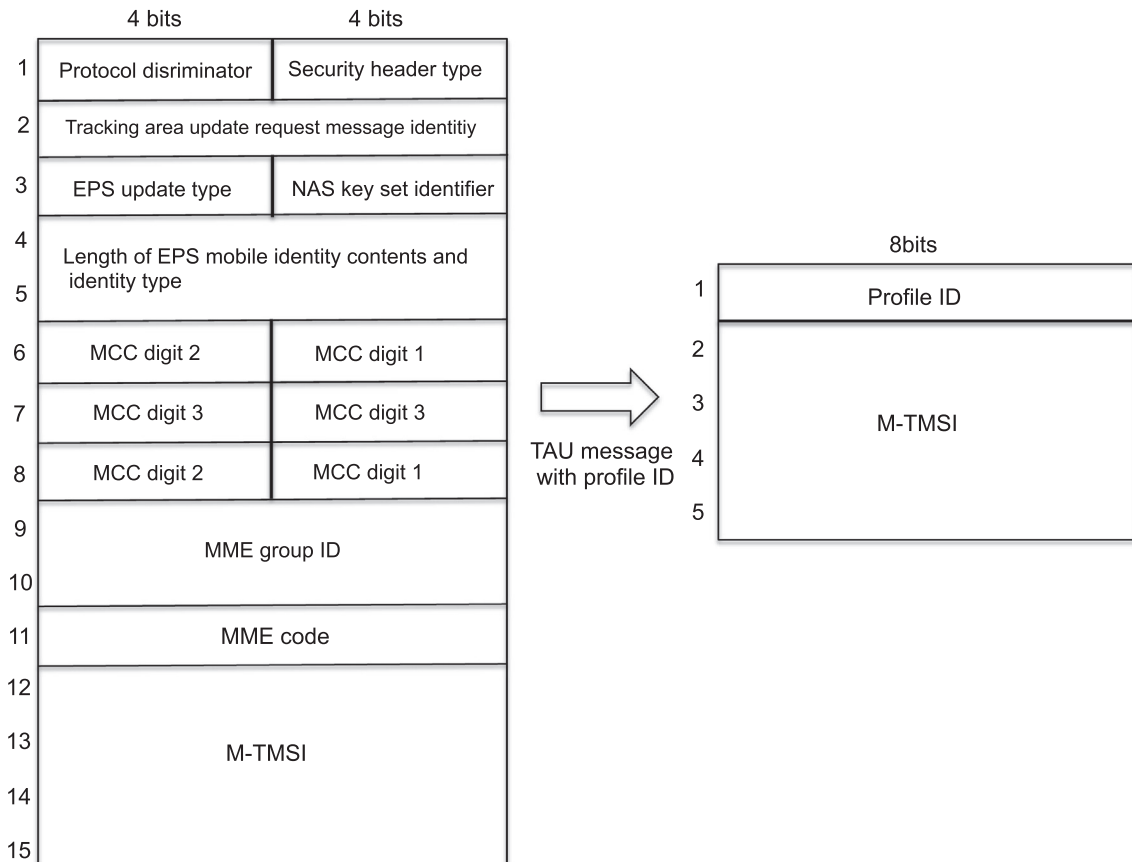 4 bits 4 bits
1 Protocol disriminator Security header type
2 Tracking area update request message identitiy
3 EPS update type NAS key set identifier
4
Length of EPS mobile identity contents and
identity type
5
6 MCC digit 2 MCC digit 1
7 MCC digit 3 MCC digit 3
8 MCC digit 2 MCC digit 1
9
MME group ID
10
11 MME code
12
13 M-TMSI
14
15
TAU message
with profile ID
8bits
1 Profile ID
2
3
M-TMSI
4
5